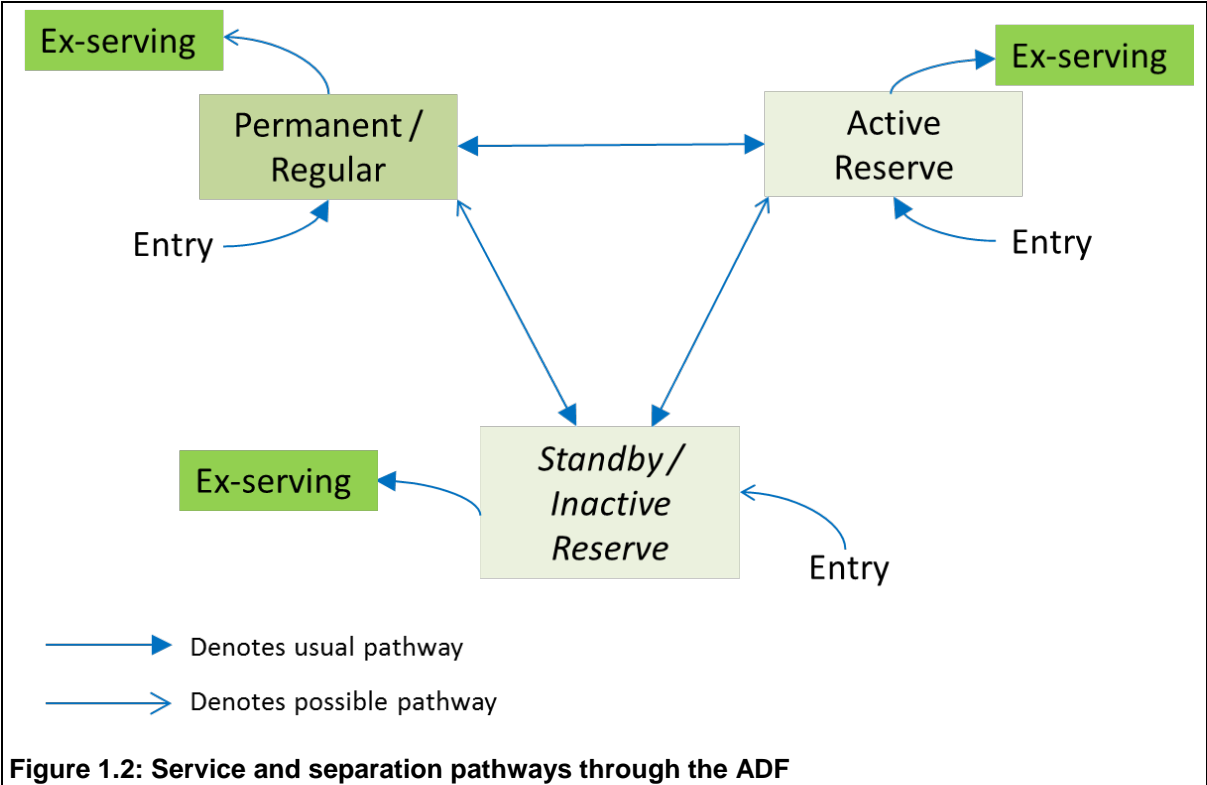 Ex-serving
Ex-serving
Permanent /
Regular
Active
Reserve
Entry
Entry
Standby /
Inactive
Reserve
Ex-serving
Entry
Denotes usual pathway
Denotes possible pathway
Figure 1.2: Service and separation pathways through the ADF